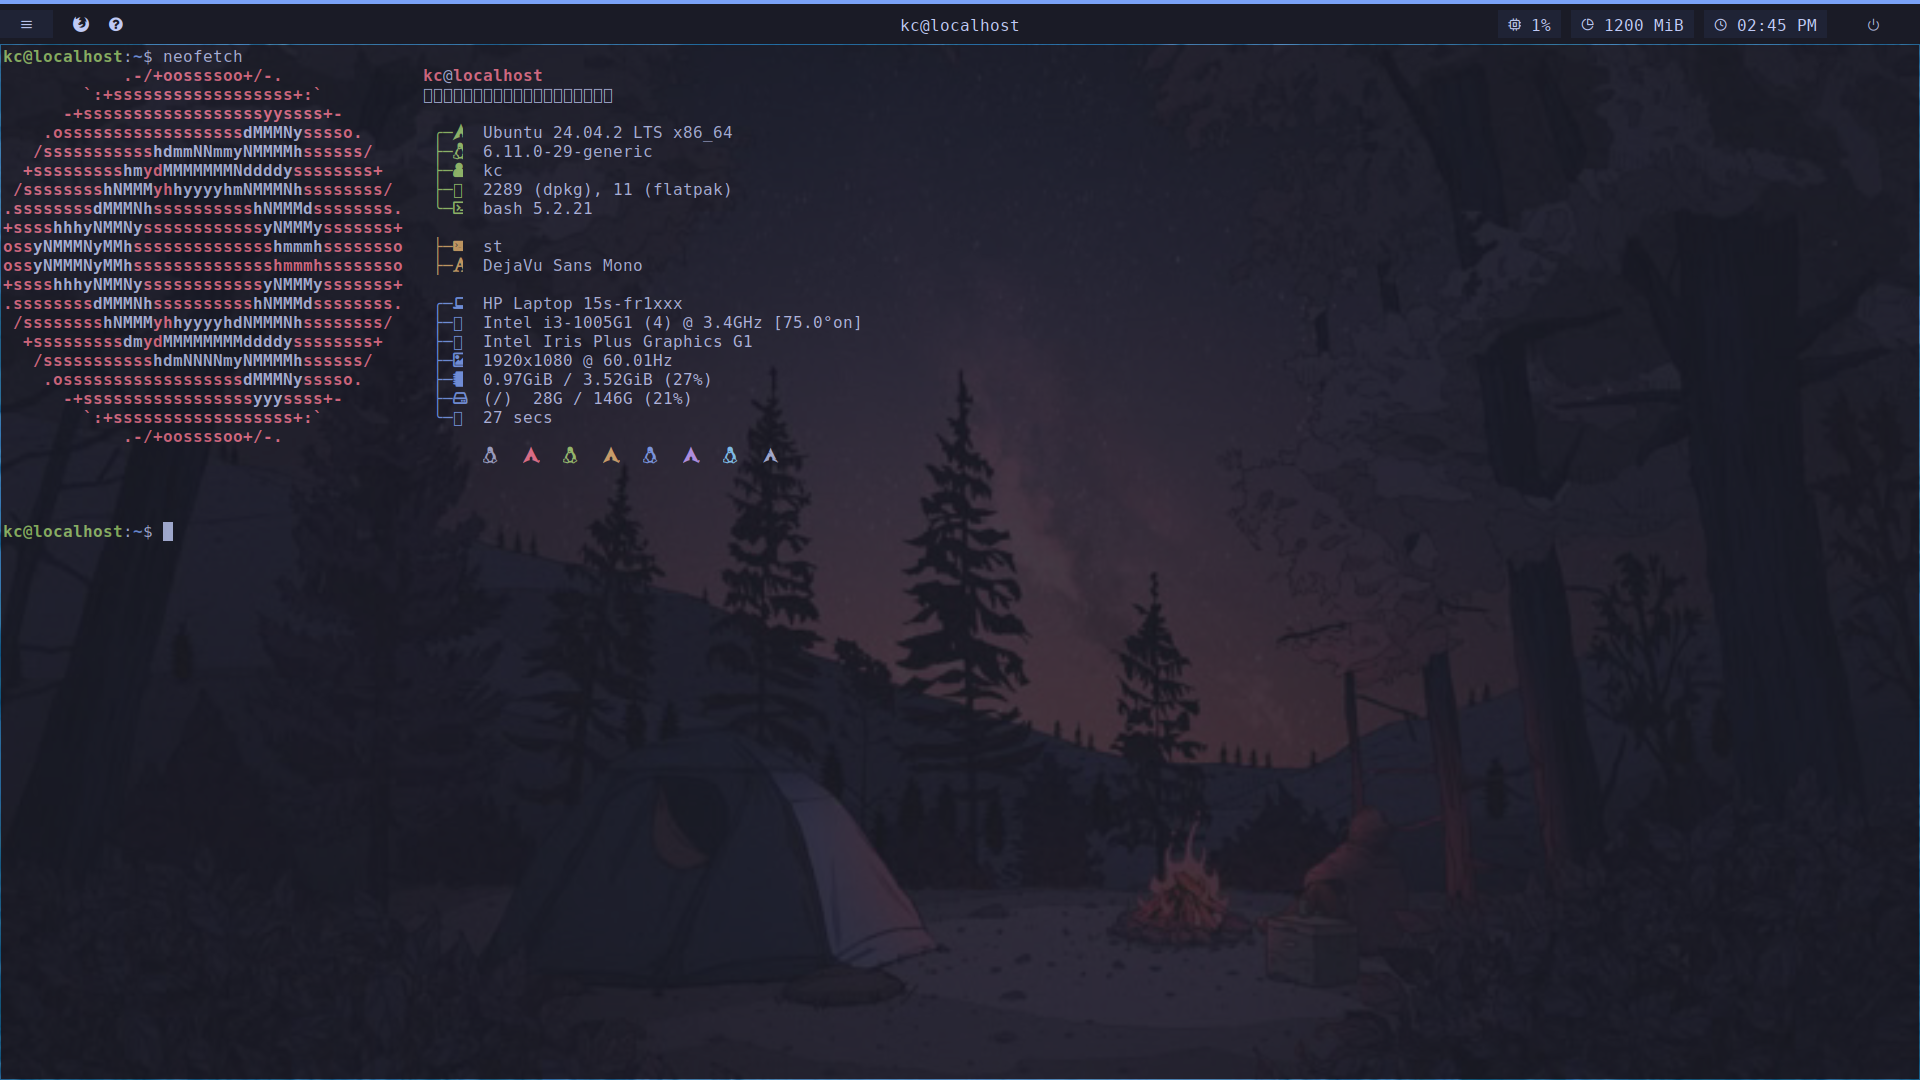 kc@localhost
1%
1200 MiB
02:45 PM
kc@localhost:~$ neofetch
.-/+oossssoo+/-.
`:+ssssssssssssssssss+:`
-+ssssssssssssssssssyyssss+-
.ossssssssssssssssssdMMMNysssso.
/ssssssssssshdmmNNmmyNMMMMhssssss/
+ssssssssshmydMMMMMMMNddddyssssssss+
/sssssssshNMMMyhhyyyyhmNMMMNhssssssss/
.ssssssssdMMMNhsssssssssshNMMMdssssssss.
+sssshhhyNMMNyssssssssssssyNMMMysssssss+
ossyNMMMNyMMhsssssssssssssshmmmhssssssso
ossyNMMMNyMMhsssssssssssssshmmmhssssssso
+sssshhhyNMMNyssssssssssssyNMMMysssssss+
.ssssssssdMMMNhsssssssssshNMMMdssssssss.
/sssssssshNMMMyhhyyyyhdNMMMNhssssssss/
+sssssssssdmydMMMMMMMMddddyssssssss+
/ssssssssssshdmNNNNmyNMMMMhssssss/
.ossssssssssssssssssdMMMNysssso.
-+sssssssssssssssssyyyssss+-
`:+ssssssssssssssssss+:`
.-/+oossssoo+/-.
kc@localhost
Ubuntu 24.04.2 LTS x86_64
6.11.0-29-generic
kc
2289 (dpkg), 11 (flatpak)
bash 5.2.21
st
DejaVu Sans Mono
HP Laptop 15s-fr1xxx
Intel i3-1005G1 (4) @ 3.4GHz [75.0°on]
Intel Iris Plus Graphics G1
1920x1080 @ 60.01Hz
0.97GiB / 3.52GiB (27%)
(/)  28G / 146G (21%)
27 secs
kc@localhost:~$